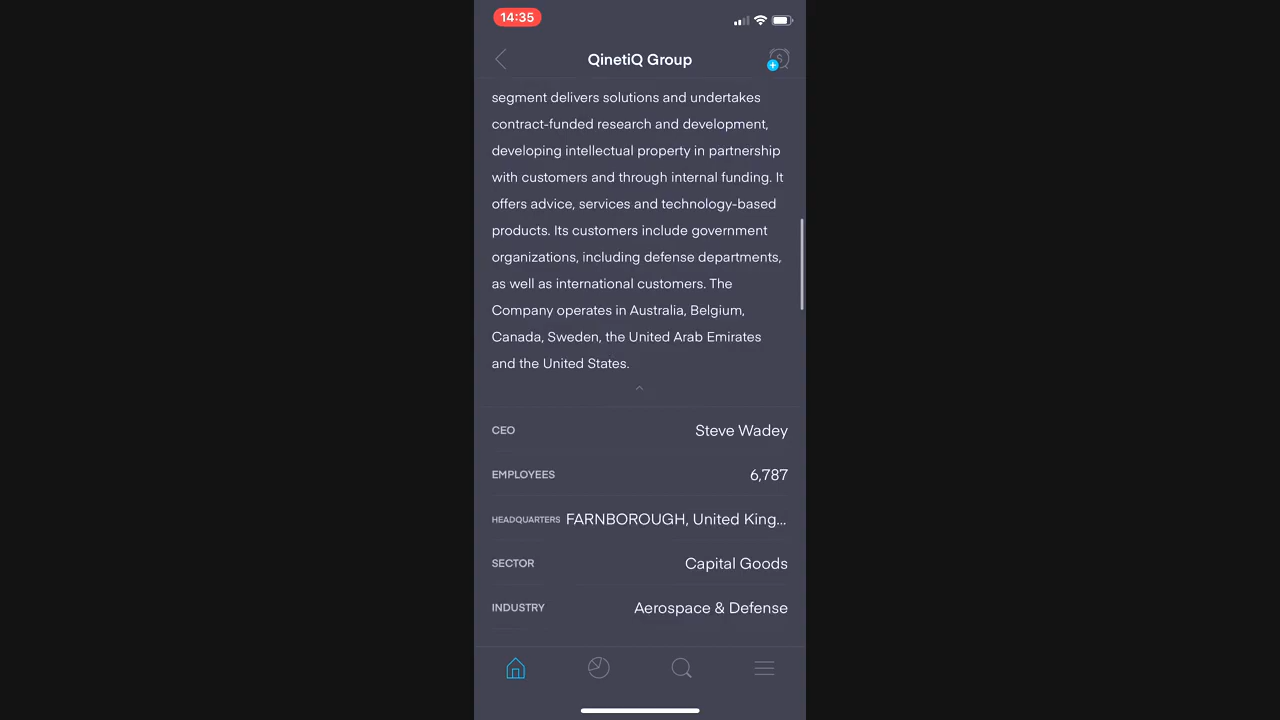 14:35
QinetiQ Group
segment delivers solutions and undertakes
contract-funded research and development,
developing intellectual property in partnership
with customers and through internal funding. It
offers advice, services and technology-based
products. Its customers include government
organizations, including defense departments,
as well as international customers. The
Company operates in Australia, Belgium,
Canada, Sweden, the United Arab Emirates
and the United States.
CEO Steve Wadey
EMPLOYEES 6,787
HEADQUARTERS FARNBOROUGH, United King...
SECTOR Capital Goods
INDUSTRY Aerospace & Defense